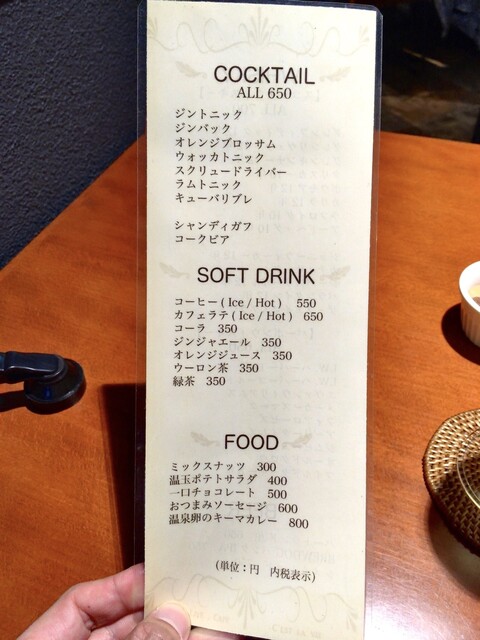 COCKTAIL
ALL 650
ジントニック
ジンバック
オレンジブロッサム
ウォッカトニック
スクリュードライバー
ラムトニック
キューバリブレ
シャンディガフ
コークビア
SOFT DRINK
コーヒー ( Ice / Hot ) 550
カフェラテ ( Ice / Hot ) 650
コーラ 350
ジンジャエール 350
オレンジジュース 350
ウーロン茶 350
緑茶 350
FOOD
ミックスナッツ 300
温玉ポテトサラダ 400
一口チョコレート 500
おつまみソーセージ 600
温泉卵のキーマカレー 800
(単位：円 内税表示)